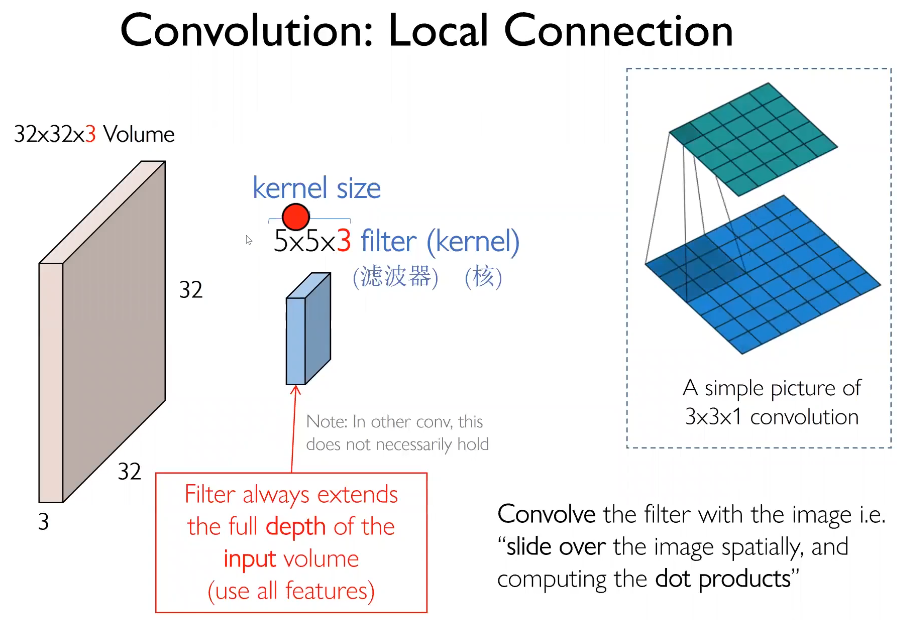 Convolution: Local Connection
32x32x3 Volume
32
32
3
kernel size
5x5x3 filter (kernel)
(滤波器) (核)
Note: In other conv, this
does not necessarily hold
Filter always extends
the full depth of the
input volume
(use all features)
A simple picture of
3x3x1 convolution
Convolve the filter with the image i.e.
“slide over the image spatially, and
computing the dot products”